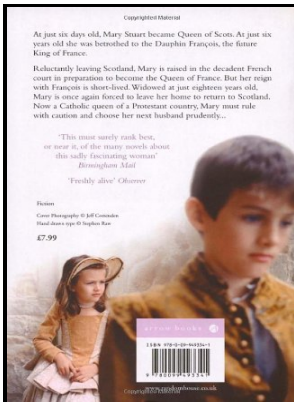 Copyrighted Material
At just six days old, Mary Stuart became Queen of Scots. At just six
years old she was betrothed to the Dauphin François, the future
King of France.
Reluctantly leaving Scotland, Mary is raised in the decadent French
court in preparation to become the Queen of France. But her reign
with François is short-lived. Widowed at just eighteen years old,
Mary is once again forced to leave her home to return to Scotland.
Now a Catholic queen of a Protestant country, Mary must rule
with caution and choose her next husband prudently...
'This must surely rank best,
or near it, of the many novels about
this sadly fascinating woman'
Birmingham Mail
'Freshly alive' Observer
Fiction
Cover Photography © Jeff Cottenden
Hand drawn type © Stephen Raw
£7.99
arrow books
ISBN 978-0-09-949334-1
9 780099 493341
www.randomhouse.co.uk
Copyrighted Material